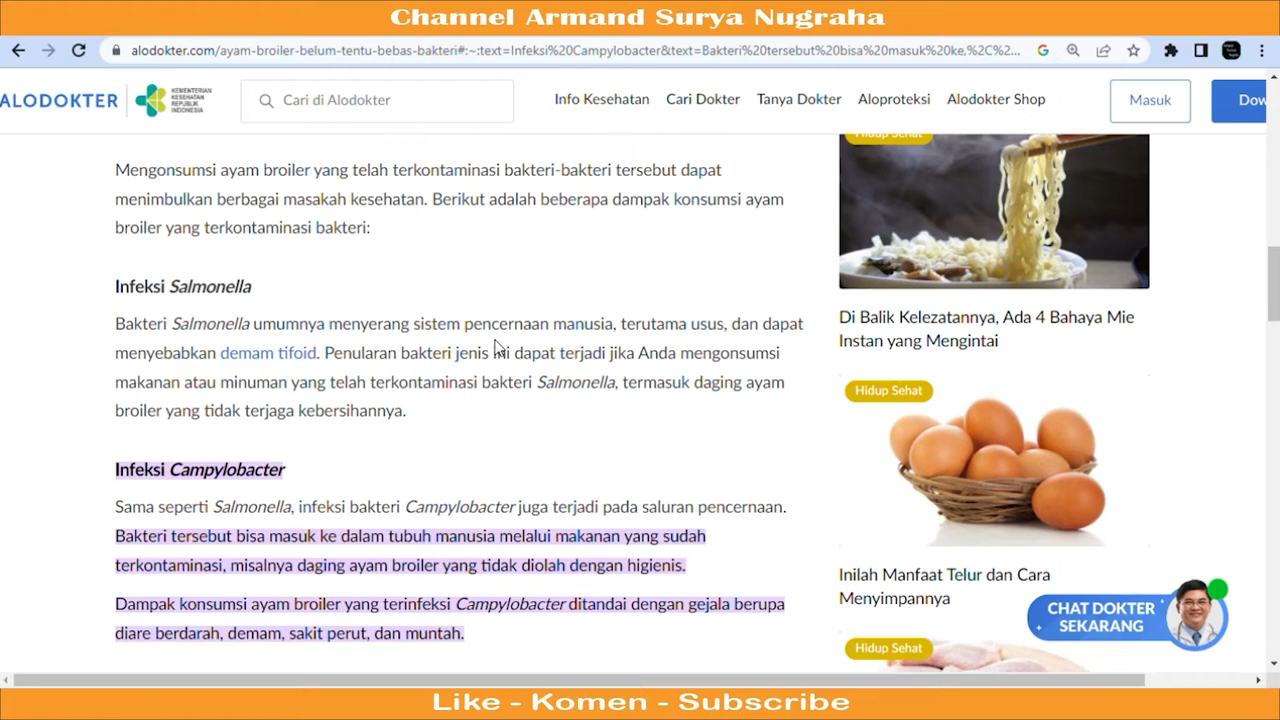 Channel Armand Surya Nugraha
alodokter.com/ayam-broiler-belum-tentu-bebas-bakteri#:~:text=Infeksi%20Campylobacter&text=Bakteri%20tersebut%20bisa%20masuk%20ke,%2C%2...
ALODOKTER
KEMENTERIAN
KESEHATAN
REPUBLIK
INDONESIA
Cari di Alodokter
Info Kesehatan
Cari Dokter
Tanya Dokter
Aloproteksi
Alodokter Shop
Masuk
Dow
Mengonsumsi ayam broiler yang telah terkontaminasi bakteri-bakteri tersebut dapat
menimbulkan berbagai masakah kesehatan. Berikut adalah beberapa dampak konsumsi ayam
broiler yang terkontaminasi bakteri:
Infeksi Salmonella
Bakteri Salmonella umumnya menyerang sistem pencernaan manusia, terutama usus, dan dapat
menyebabkan demam tifoid. Penularan bakteri jenis ini dapat terjadi jika Anda mengonsumsi
makanan atau minuman yang telah terkontaminasi bakteri Salmonella, termasuk daging ayam
broiler yang tidak terjaga kebersihannya.
Infeksi Campylobacter
Sama seperti Salmonella, infeksi bakteri Campylobacter juga terjadi pada saluran pencernaan.
Bakteri tersebut bisa masuk ke dalam tubuh manusia melalui makanan yang sudah
terkontaminasi, misalnya daging ayam broiler yang tidak diolah dengan higienis.
Dampak konsumsi ayam broiler yang terinfeksi Campylobacter ditandai dengan gejala berupa
diare berdarah, demam, sakit perut, dan muntah.
Hidup Sehat
Di Balik Kelezatannya, Ada 4 Bahaya Mie
Instan yang Mengintai
Hidup Sehat
Inilah Manfaat Telur dan Cara
Menyimpannya
CHAT DOKTER
SEKARANG
Hidup Sehat
Like - Komen - Subscribe